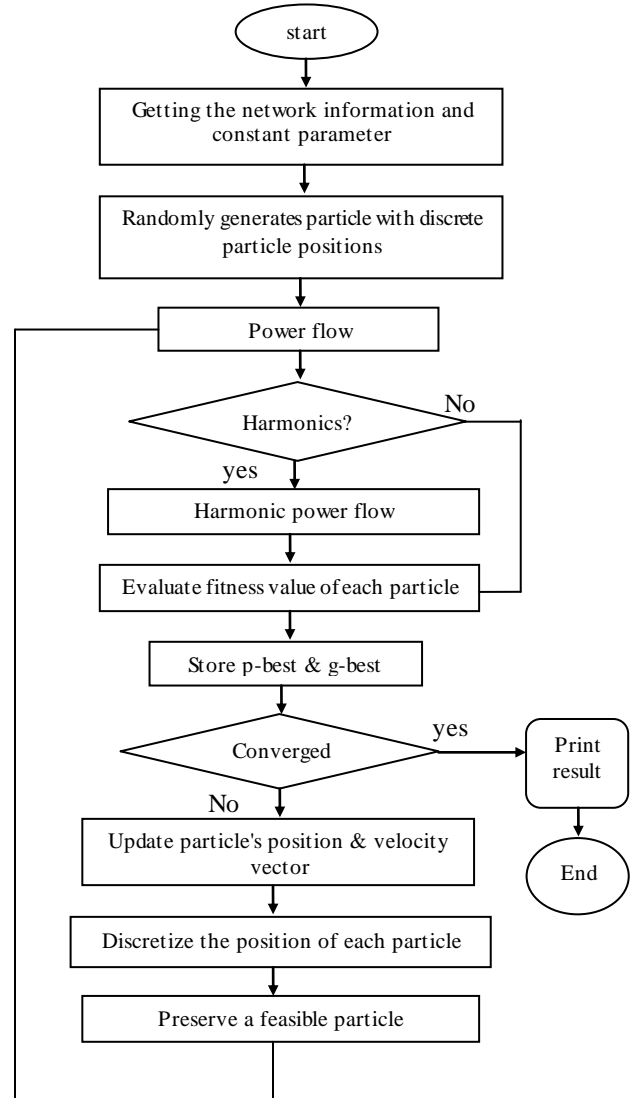 start
Getting the network information and
constant parameter
Randomly generates particle with discrete
particle positions
Power flow
Harmonics?
No
yes
Harmonic power flow
Evaluate fitness value of each particle
Store p-best & g-best
Converged
yes
Print
result
No
Update particle's position & velocity
vector
End
Discretize the position of each particle
Preserve a feasible particle